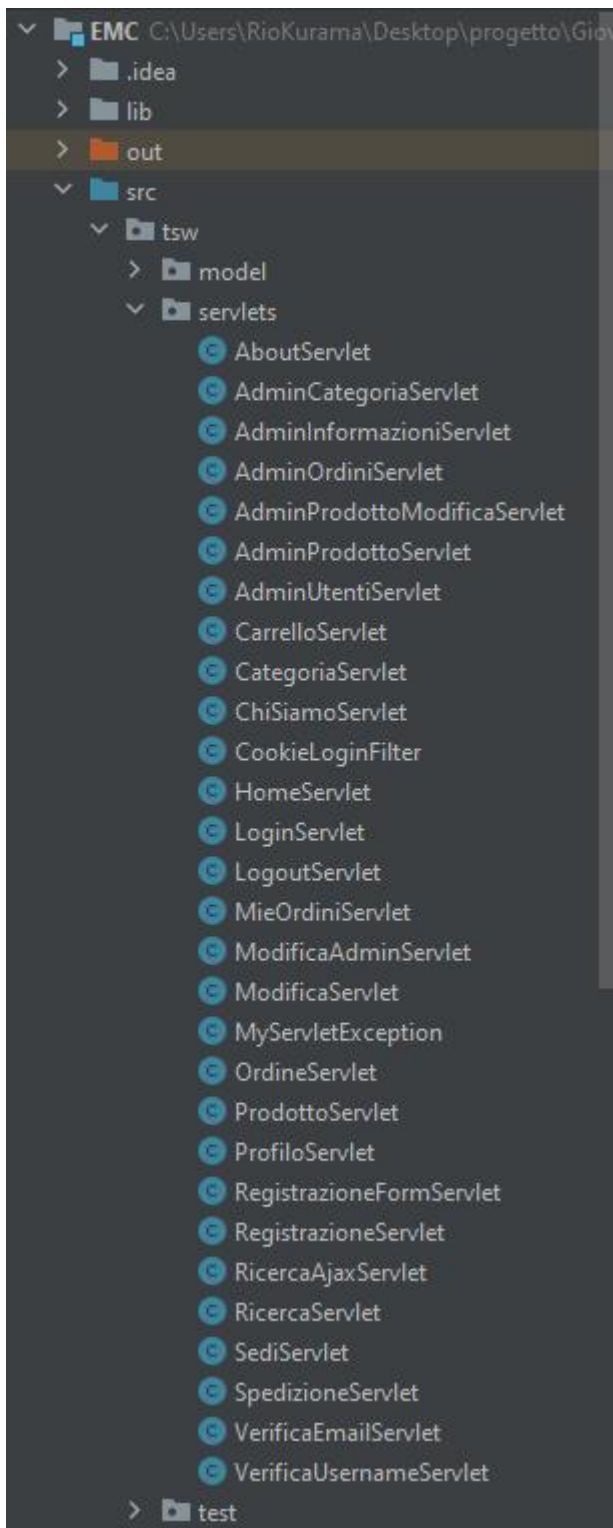 EMC C:\Users\RioKurama\Desktop\progetto\Giov
.idea
lib
out
src
tsw
model
servlets
AboutServlet
AdminCategoriaServlet
AdminInformazioniServlet
AdminOrdiniServlet
AdminProdottoModificaServlet
AdminProdottoServlet
AdminUtentiServlet
CarrelloServlet
CategoriaServlet
ChiSiamoServlet
CookieLoginFilter
HomeServlet
LoginServlet
LogoutServlet
MieOrdiniServlet
ModificaAdminServlet
ModificaServlet
MyServletException
OrdineServlet
ProdottoServlet
ProfiloServlet
RegistrazioneFormServlet
RegistrazioneServlet
RicercaAjaxServlet
RicercaServlet
SediServlet
SpedizioneServlet
VerificaEmailServlet
VerificaUsernameServlet
test